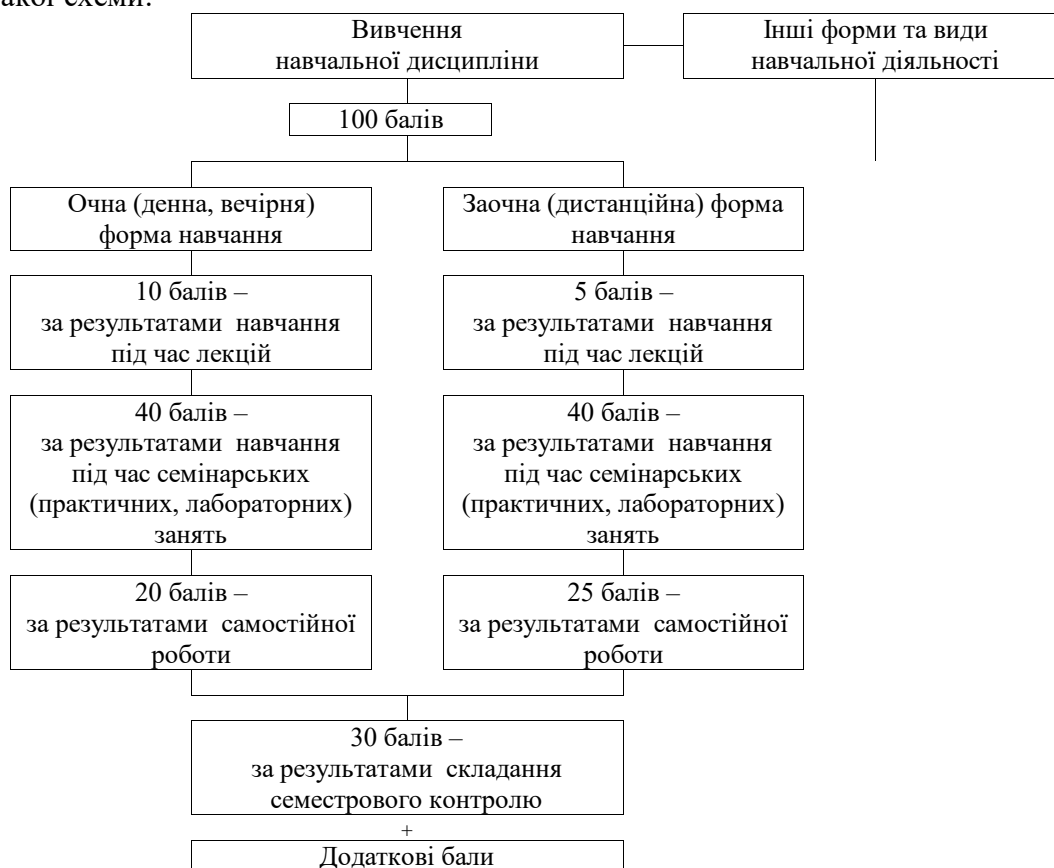 акої схеми:
Вивчення
навчальної дисципліни
Інші форми та види
навчальної діяльності
100 балів
Очна (денна, вечірня)
форма навчання
Заочна (дистанційна) форма
навчання
10 балів –
за результатами навчання
під час лекцій
5 балів –
за результатами навчання
під час лекцій
40 балів –
за результатами навчання
під час семінарських
(практичних, лабораторних)
занять
40 балів –
за результатами навчання
під час семінарських
(практичних, лабораторних)
занять
20 балів –
за результатами самостійної
роботи
25 балів –
за результатами самостійної
роботи
30 балів –
за результатами складання
семестрового контролю
+
Додаткові бали